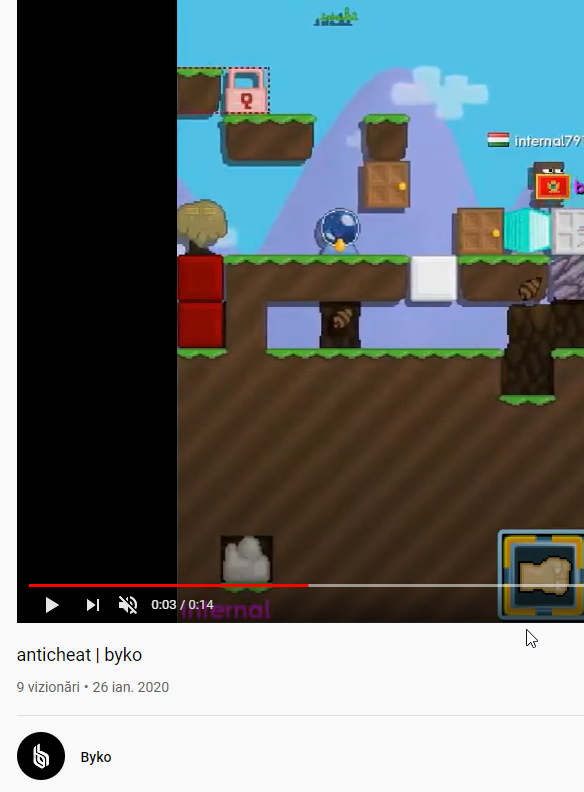 internal79
b
0:03 / 0:14
internal
anticheat | byko
9 vizionări • 26 ian. 2020
Byko